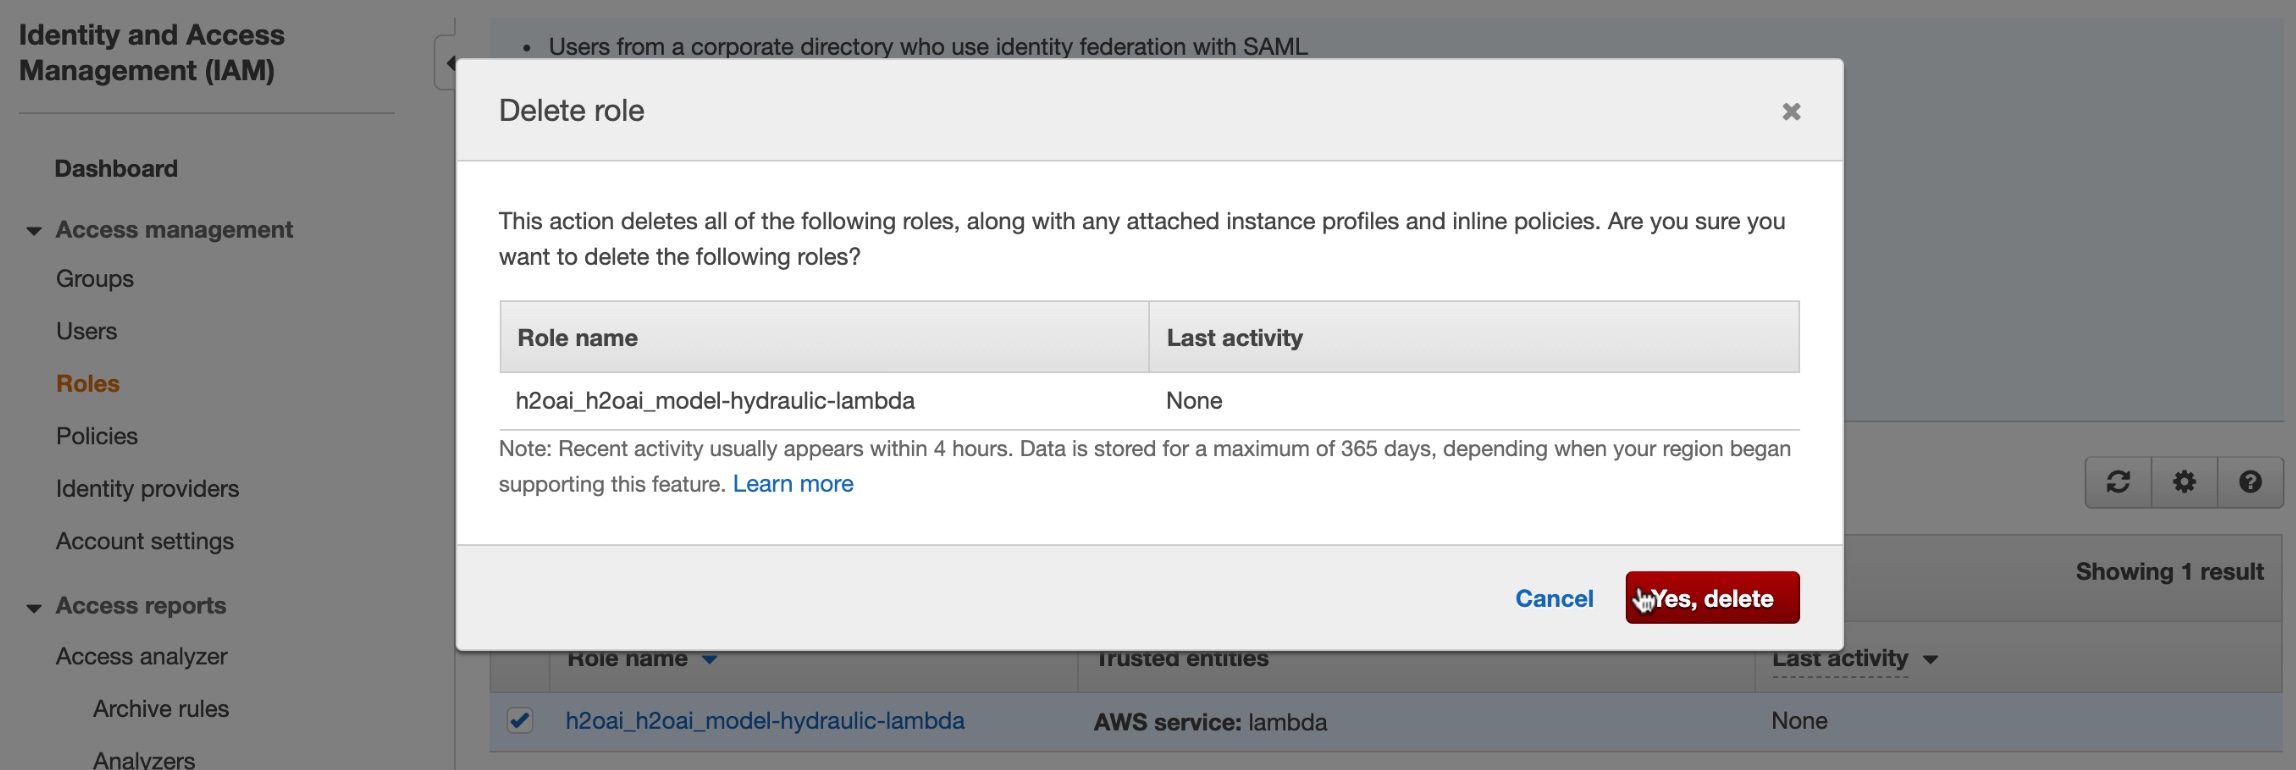 Identity and Access
Management (IAM)
Dashboard
Access management
Groups
Users
Roles
Policies
Identity providers
Account settings
Access reports
Access analyzer
Archive rules
Analyzers
• Users from a corporate directory who use identity federation with SAML
Delete role
This action deletes all of the following roles, along with any attached instance profiles and inline policies. Are you sure you
want to delete the following roles?
Role name Last activity
h2oai_h2oai_model-hydraulic-lambda None
Note: Recent activity usually appears within 4 hours. Data is stored for a maximum of 365 days, depending when your region began
supporting this feature. Learn more
Cancel Yes, delete
Showing 1 result
Role name Trusted entities Last activity
h2oai_h2oai_model-hydraulic-lambda AWS service: lambda None